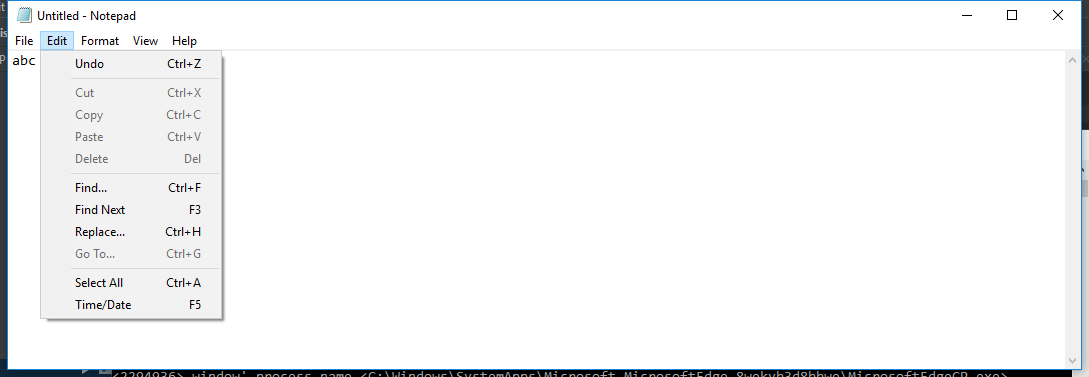 Untitled - Notepad
File Edit Format View Help
abc
Undo Ctrl+Z
Cut Ctrl+X
Copy Ctrl+C
Paste Ctrl+V
Delete Del
Find... Ctrl+F
Find Next F3
Replace... Ctrl+H
Go To... Ctrl+G
Select All Ctrl+A
Time/Date F5
<2294936> window' process name <C:\Windows\SystemApps\Microsoft.MicrosoftEdge_8wekyb3d8bbwe\MicrosoftEdgeCP.exe>